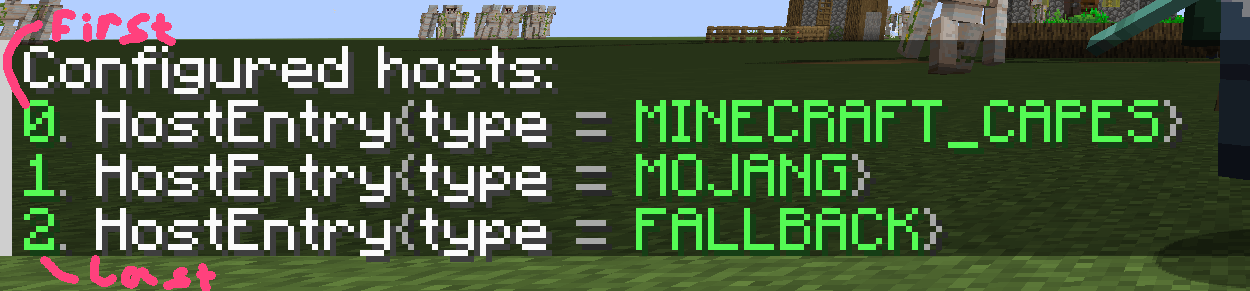 First
Configured hosts:
0. HostEntry{type = MINECRAFT_CAPES}
1. HostEntry{type = MOJANG}
2. HostEntry{type = FALLBACK}
Last